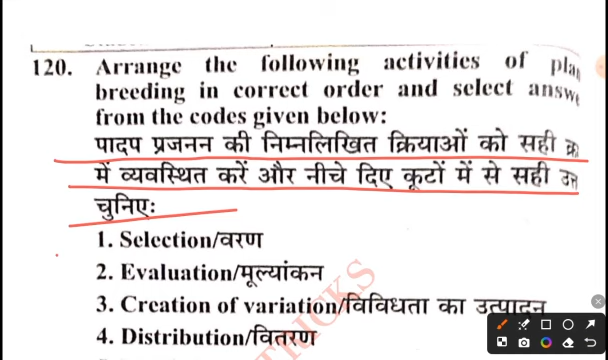 120. Arrange the following activities of
breeding in correct order and select
from the codes given below:
पादप प्रजनन की निम्नलिखित क्रियाओं को सही
में व्यवस्थित करें और नीचे दिए कूटों में से सही
चुनिए:
1. Selection/वरण
2. Evaluation/मूल्यांकन
3. Creation of variation/विविधता का उत्पादन
4. Distribution/वितरण
TRICKS